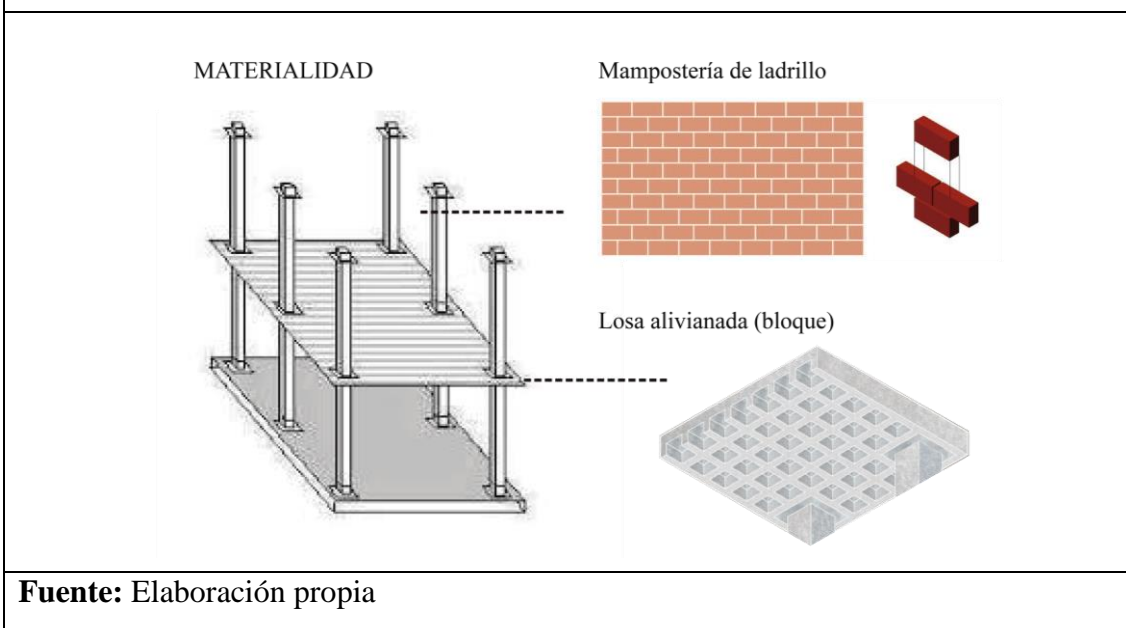 MATERIALIDAD
Mampostería de ladrillo
Losa alivianada (bloque)
Fuente: Elaboración propia